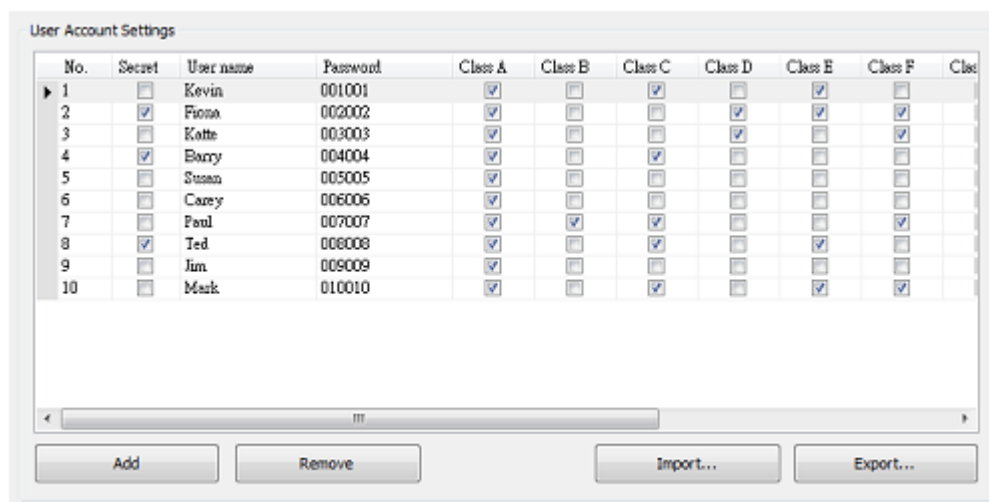 User Account Settings
No. Secret User name Password Class A Class B Class C Class D Class E Class F Clas
1 Kevin 001001
2 Fiona 002002
3 Katte 003003
4 Barry 004004
5 Susan 005005
6 Carey 006006
7 Paul 007007
8 Ted 008008
9 Jim 009009
10 Mark 010010
Add Remove Import... Export...